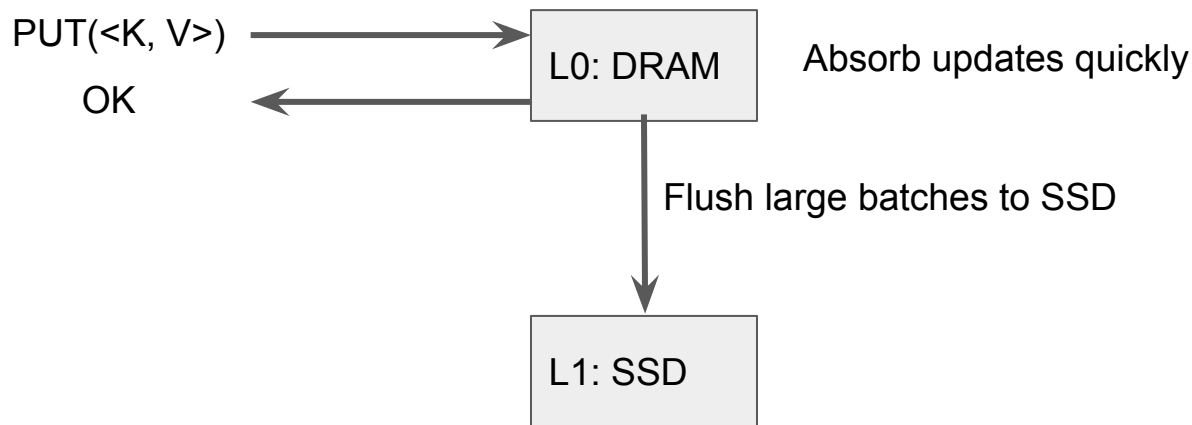 PUT(<K, V>)
L0: DRAM
Absorb updates quickly
OK
Flush large batches to SSD
L1: SSD